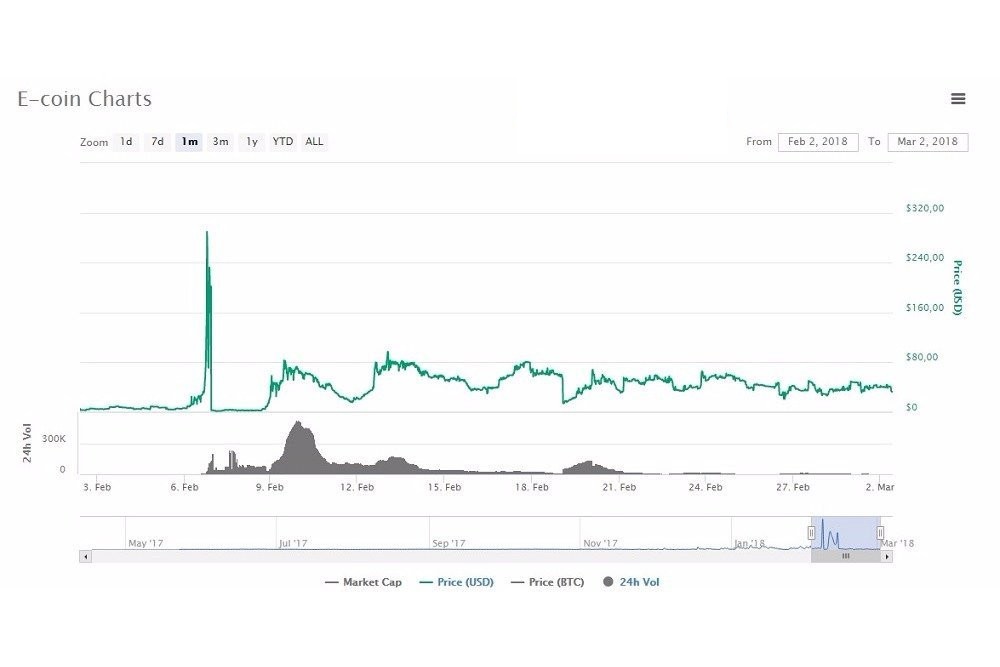 E-coin Charts
Zoom 1d 7d 1m 3m 1y YTD ALL From Feb 2, 2018 To Mar 2, 2018
$320,00
$240,00
$160,00
$80,00
$0
Price (USD)
24h Vol
300K
0
3. Feb 6. Feb 9. Feb 12. Feb 15. Feb 18. Feb 21. Feb 24. Feb 27. Feb 2. Mar
May '17 Jul '17 Sep '17 Nov '17 Jan '18 Mar '18
Market Cap Price (USD) Price (BTC) 24h Vol